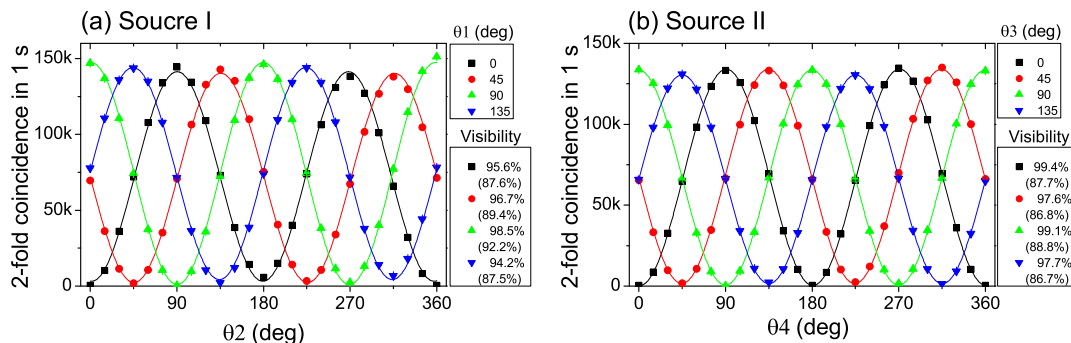 (a) Soucre I
θ1 (deg)
0
45
90
135
Visibility
95.6%
(87.6%)
96.7%
(89.4%)
98.5%
(92.2%)
94.2%
(87.5%)
150k
100k
50k
0
2-fold coincidence in 1 s
0 90 180 270 360
θ2 (deg)
(b) Source II
θ3 (deg)
0
45
90
135
Visibility
99.4%
(87.7%)
97.6%
(86.8%)
99.1%
(88.8%)
97.7%
(86.7%)
150k
100k
50k
0
2-fold coincidence in 1 s
0 90 180 270 360
θ4 (deg)